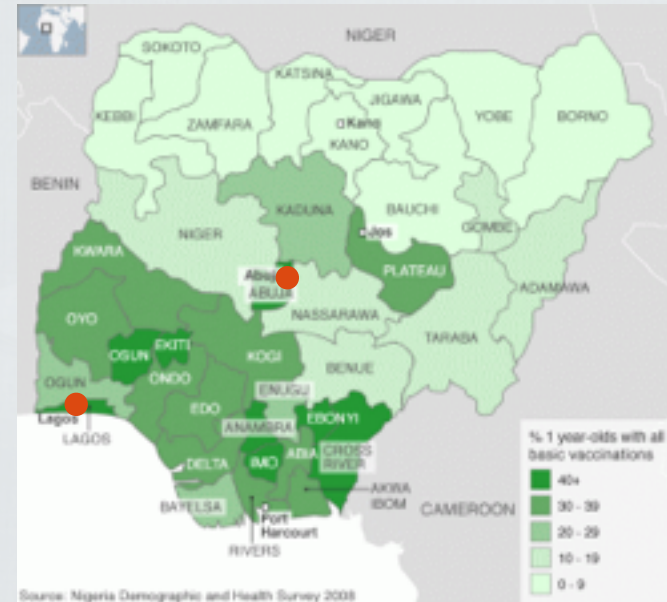 NIGER
SOKOTO
KATSINA
JIGAWA
KEBBI
ZAMFARA
Kano
KANO
YOBE
BORNO
BENIN
KADUNA
BAUCHI
GOMBE
NIGER
Jos
KWARA
PLATEAU
Abuja
ABUJA
ADAMAWA
NASSARAWA
OYO
TARABA
OSUN
EKITI
KOGI
BENUE
OGUN
ONDO
ENUGU
EDO
EBONYI
Lagos
ANAMBRA
LAGOS
ABIA
CROSS
RIVER
IMO
DELTA
AKWA
IBOM
BAYELSA
CAMEROON
Port
Harcourt
RIVERS
% 1 year-olds with all
basic vaccinations
40+
30 - 39
20 - 29
10 - 19
0 - 9
Source: Nigeria Demographic and Health Survey 2008